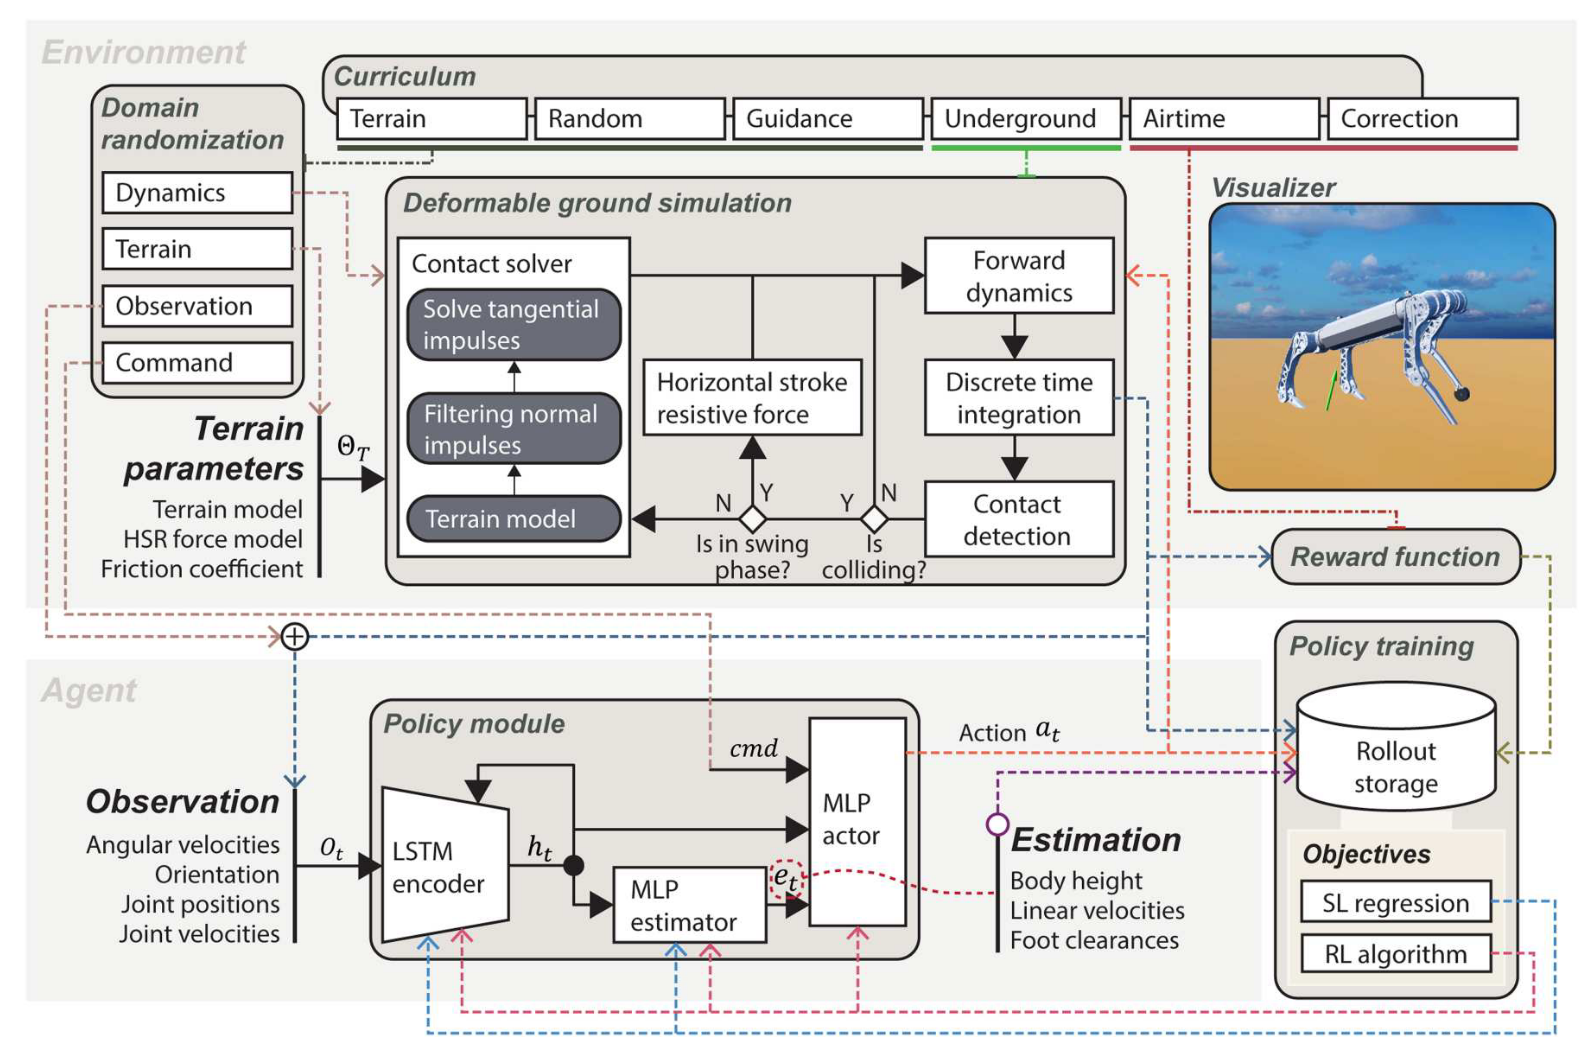 Environment
Curriculum
Terrain
Random
Guidance
Underground
Airtime
Correction
Domain
randomization
Dynamics
Terrain
Observation
Command
Deformable ground simulation
Contact solver
Solve tangential
impulses
Filtering normal
impulses
Terrain model
Horizontal stroke
resistive force
Forward
dynamics
Discrete time
integration
Contact
detection
N
Y
Y
N
Is in swing
phase?
Is
colliding?
Visualizer
Terrain
parameters
Θ_T
Terrain model
HSR force model
Friction coefficient
Reward function
Agent
Policy module
cmd
Observation
Angular velocities
Orientation
Joint positions
Joint velocities
O_t
LSTM
encoder
h_t
MLP
estimator
e_t
MLP
actor
Action a_t
Estimation
Body height
Linear velocities
Foot clearances
Policy training
Rollout
storage
Objectives
SL regression
RL algorithm